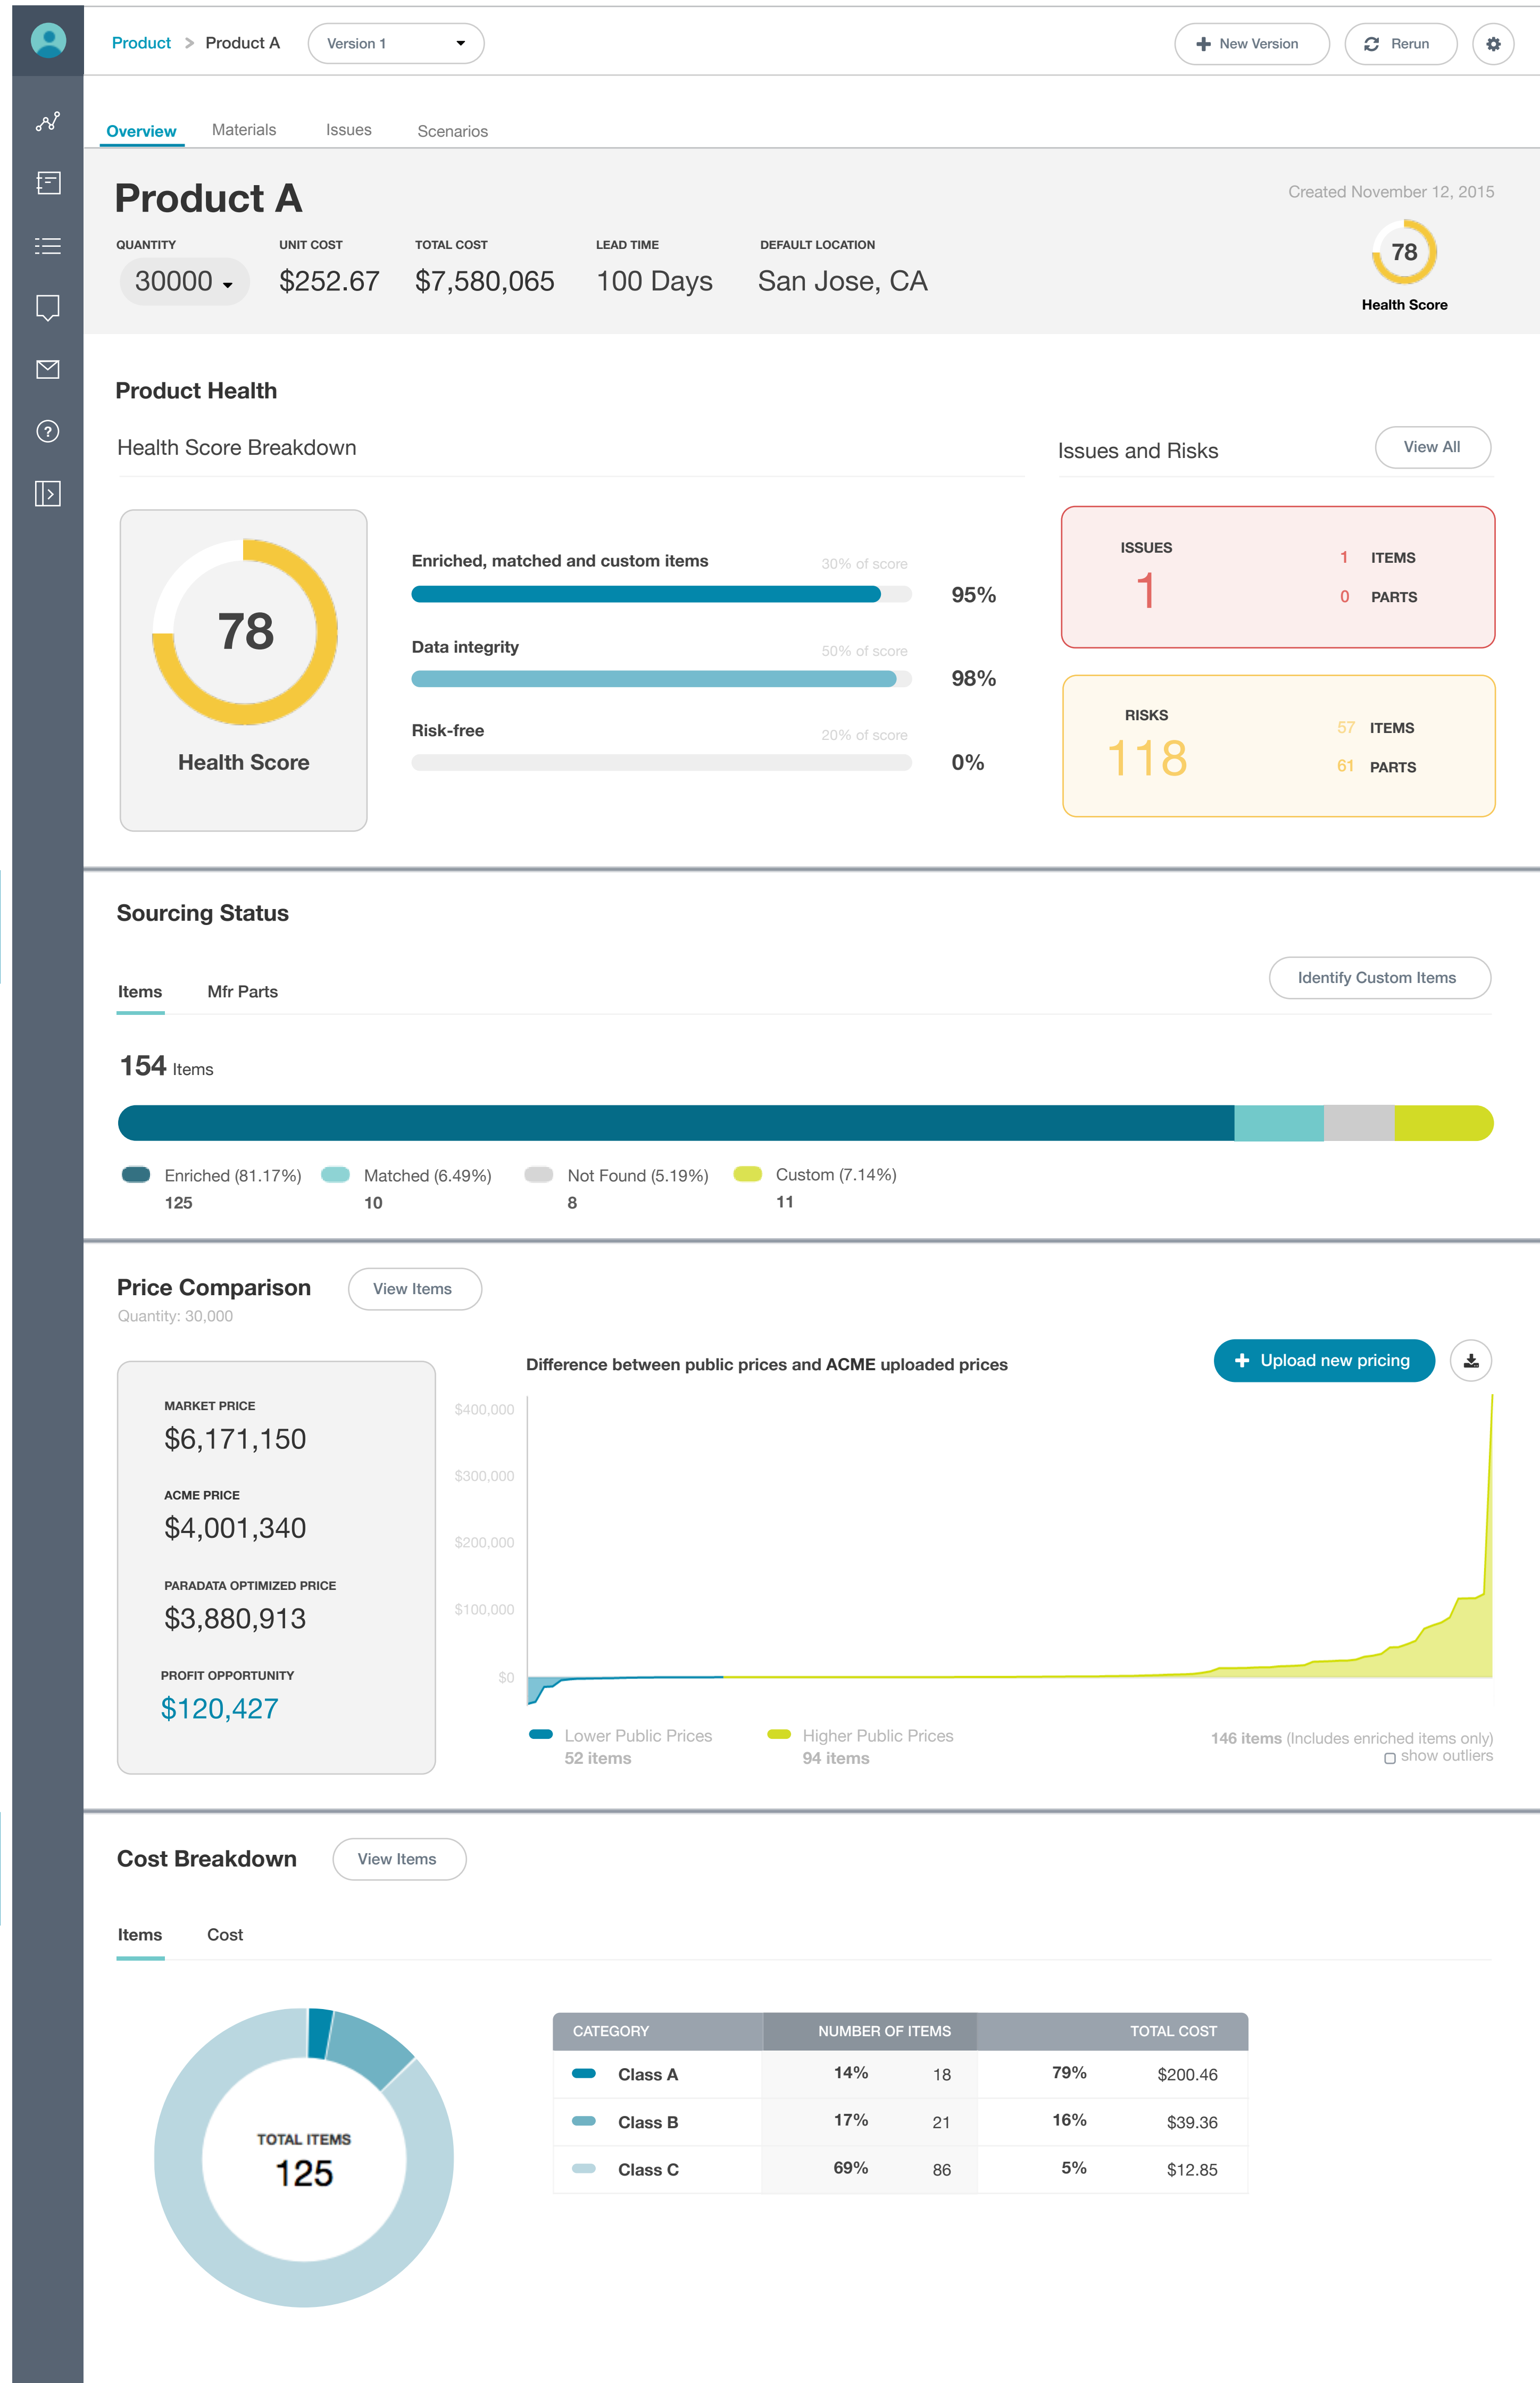 Product > Product A
Version 1
New Version
Rerun
Overview
Materials
Issues
Scenarios
Product A
Created November 12, 2015
QUANTITY
30000
UNIT COST
$252.67
TOTAL COST
$7,580,065
LEAD TIME
100 Days
DEFAULT LOCATION
San Jose, CA
78
Health Score
Product Health
Health Score Breakdown
78
Health Score
Enriched, matched and custom items
30% of score
95%
Data integrity
50% of score
98%
Risk-free
20% of score
0%
Issues and Risks
View All
ISSUES
1
1 ITEMS
0 PARTS
RISKS
118
57 ITEMS
61 PARTS
Sourcing Status
Items
Mfr Parts
Identify Custom Items
154 Items
Enriched (81.17%)
125
Matched (6.49%)
10
Not Found (5.19%)
8
Custom (7.14%)
11
Price Comparison
View Items
Quantity: 30,000
MARKET PRICE
$6,171,150
ACME PRICE
$4,001,340
PARADATA OPTIMIZED PRICE
$3,880,913
PROFIT OPPORTUNITY
$120,427
Difference between public prices and ACME uploaded prices
Upload new pricing
$400,000
$300,000
$200,000
$100,000
$0
Lower Public Prices
52 items
Higher Public Prices
94 items
146 items (Includes enriched items only)
show outliers
Cost Breakdown
View Items
Items
Cost
TOTAL ITEMS
125
CATEGORY NUMBER OF ITEMS TOTAL COST
Class A 14% 18 79% $200.46
Class B 17% 21 16% $39.36
Class C 69% 86 5% $12.85